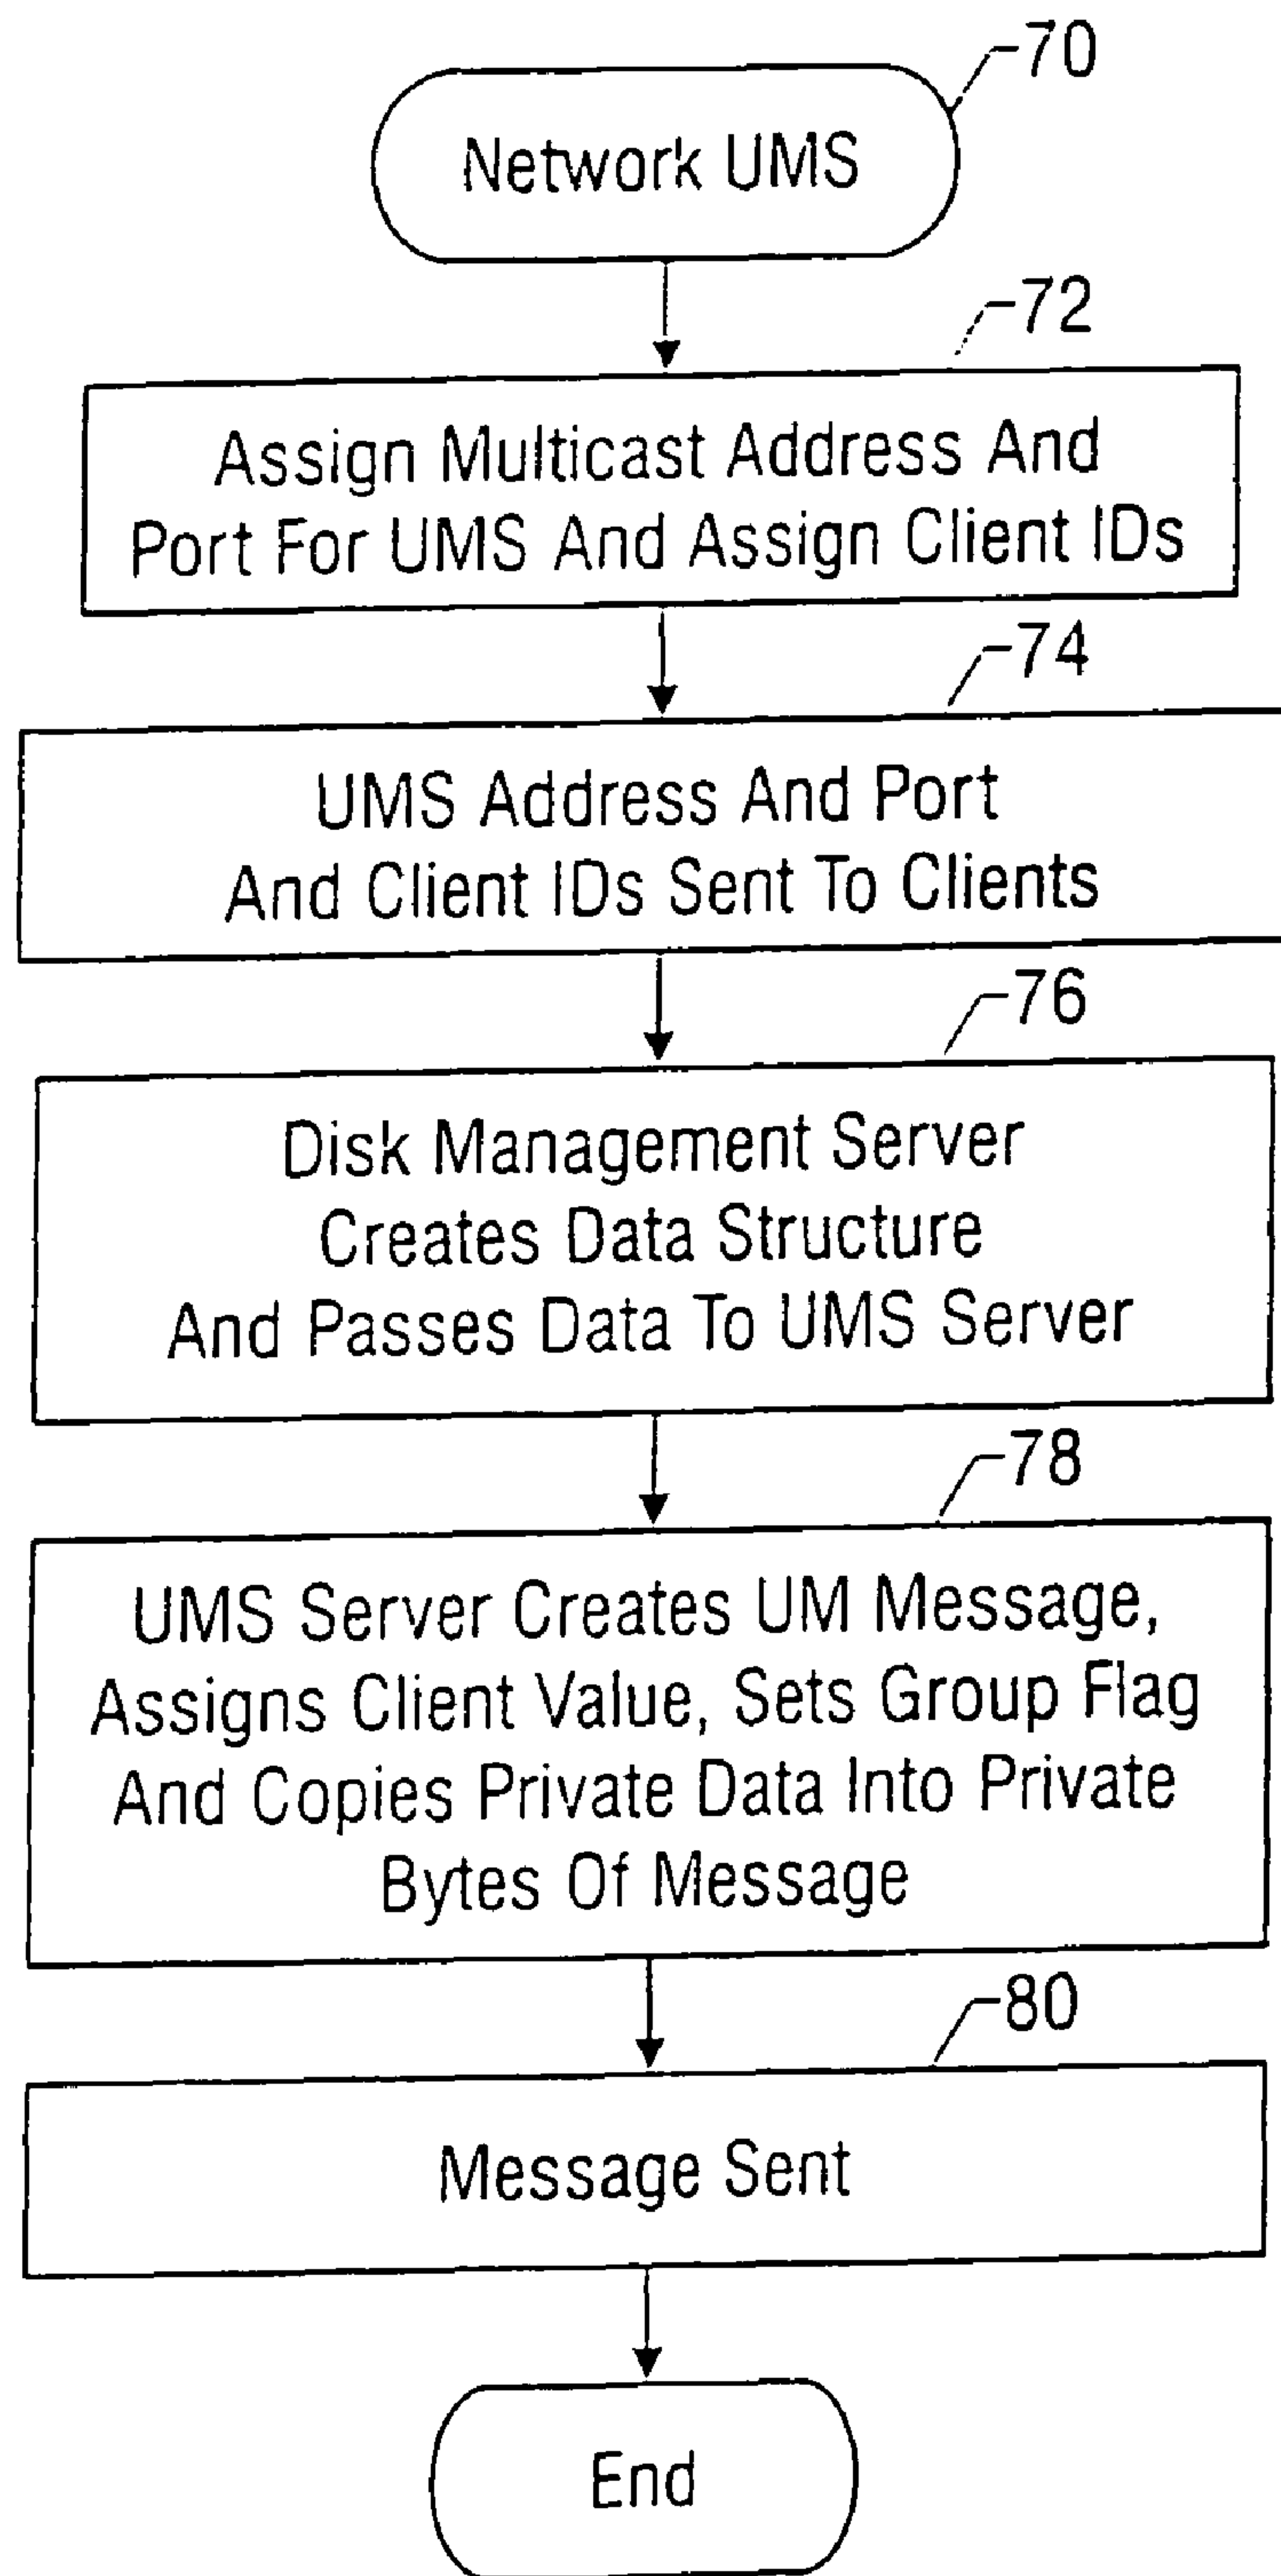 70
Network UMS
72
Assign Multicast Address And
Port For UMS And Assign Client IDs
74
UMS Address And Port
And Client IDs Sent To Clients
76
Disk Management Server
Creates Data Structure
And Passes Data To UMS Server
78
UMS Server Creates UM Message,
Assigns Client Value, Sets Group Flag
And Copies Private Data Into Private
Bytes Of Message
80
Message Sent
End